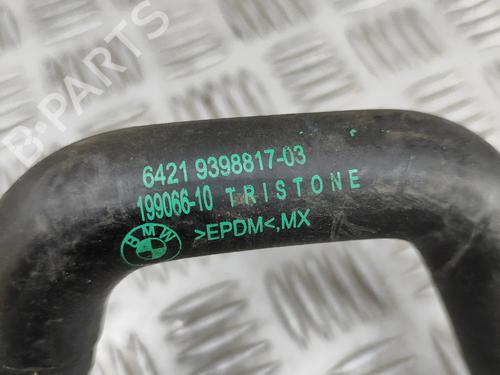 B-PARTS
6421 9398817-03
199066-10 TRISTONE
BMW
>EPDM<,MX